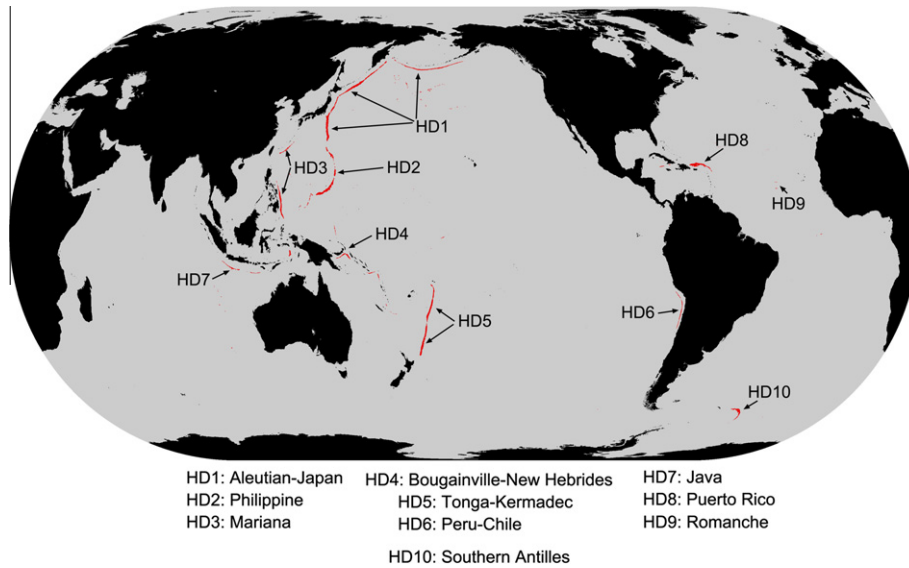 HD1
HD8
HD3
HD2
HD9
HD4
HD7
HD6
HD5
HD10
HD1: Aleutian-Japan
HD2: Philippine
HD3: Mariana
HD4: Bougainville-New Hebrides
HD5: Tonga-Kermadec
HD6: Peru-Chile
HD7: Java
HD8: Puerto Rico
HD9: Romanche
HD10: Southern Antilles